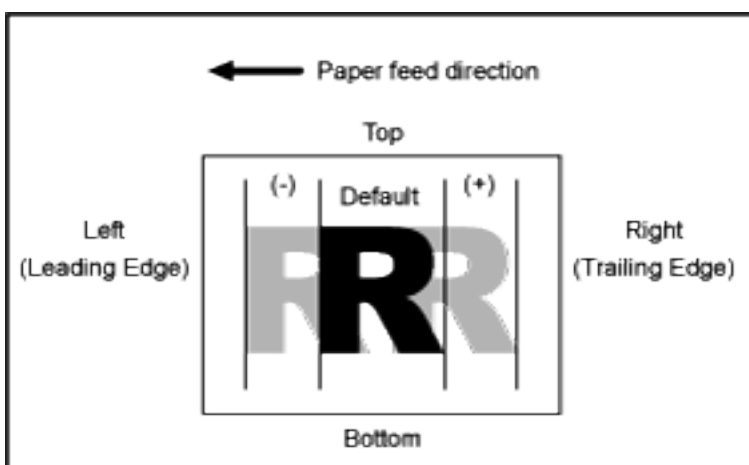 Paper feed direction
Top
(-)
Default
(+)
Left
(Leading Edge)
Right
(Trailing Edge)
R R R
Bottom